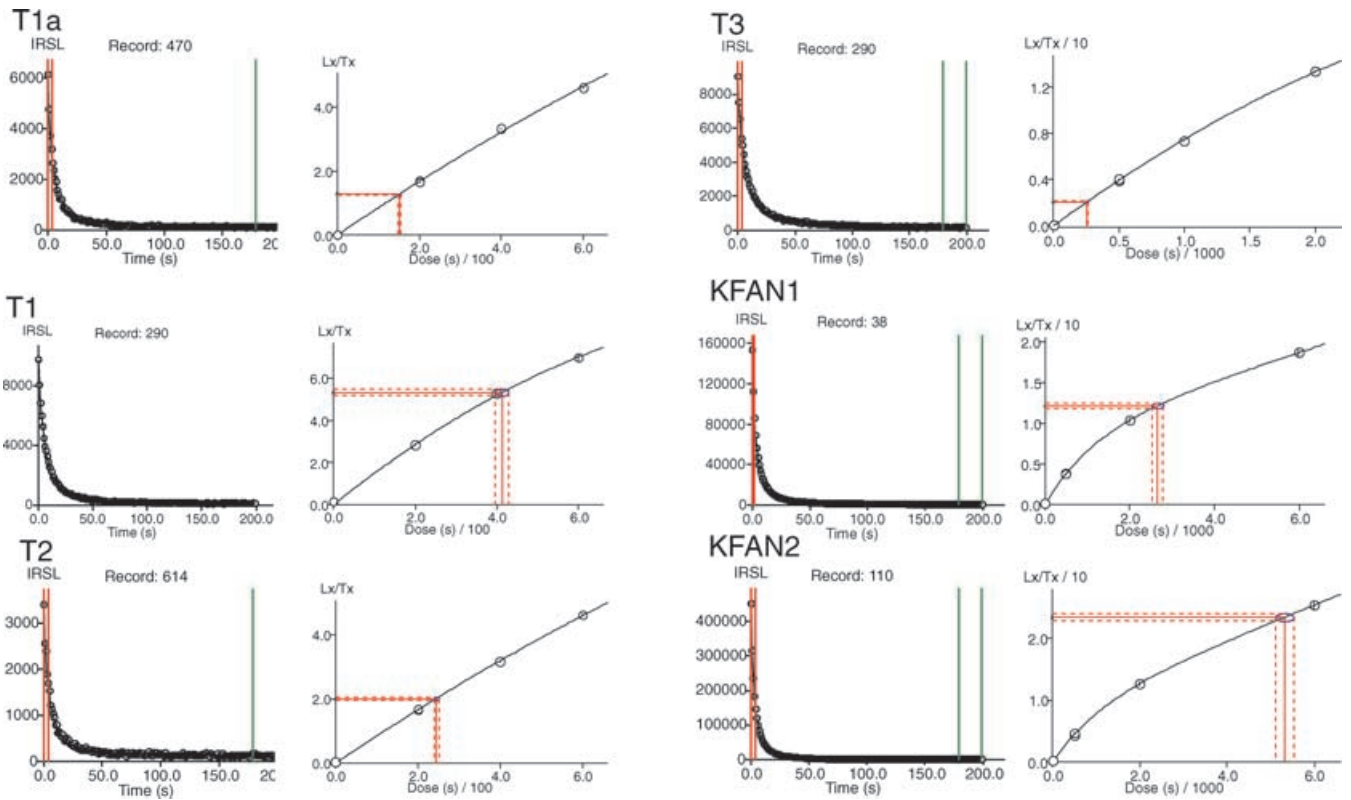 T1a
IRSL Record: 470
6000
4000
2000
0
0.0 50.0 100.0 150.0 20
Time (s)
Lx/Tx
4.0
2.0
0.0
0.0 2.0 4.0 6.0
Dose (s) / 100
T3
IRSL Record: 290
8000
6000
4000
2000
0
0.0 50.0 100.0 150.0 200.0
Time (s)
Lx/Tx / 10
1.2
0.8
0.4
0.0
0.0 0.5 1.0 1.5 2.0
Dose (s) / 1000
T1
IRSL Record: 290
8000
4000
0
0.0 50.0 100.0 150.0 200.0
Time (s)
Lx/Tx
6.0
4.0
2.0
0.0
0.0 2.0 4.0 6.0
Dose (s) / 100
KFAN1
IRSL Record: 38
160000
120000
80000
40000
0
0.0 50.0 100.0 150.0 200.0
Time (s)
Lx/Tx / 10
2.0
1.5
1.0
0.5
0.0
0.0 2.0 4.0 6.0
Dose (s) / 1000
T2
IRSL Record: 614
3000
2000
1000
0
0.0 50.0 100.0 150.0 20
Time (s)
Lx/Tx
4.0
2.0
0.0
0.0 2.0 4.0 6.0
Dose (s) / 100
KFAN2
IRSL Record: 110
400000
300000
200000
100000
0
0.0 50.0 100.0 150.0 200.0
Time (s)
Lx/Tx / 10
2.0
1.0
0.0
0.0 2.0 4.0 6.0
Dose (s) / 1000